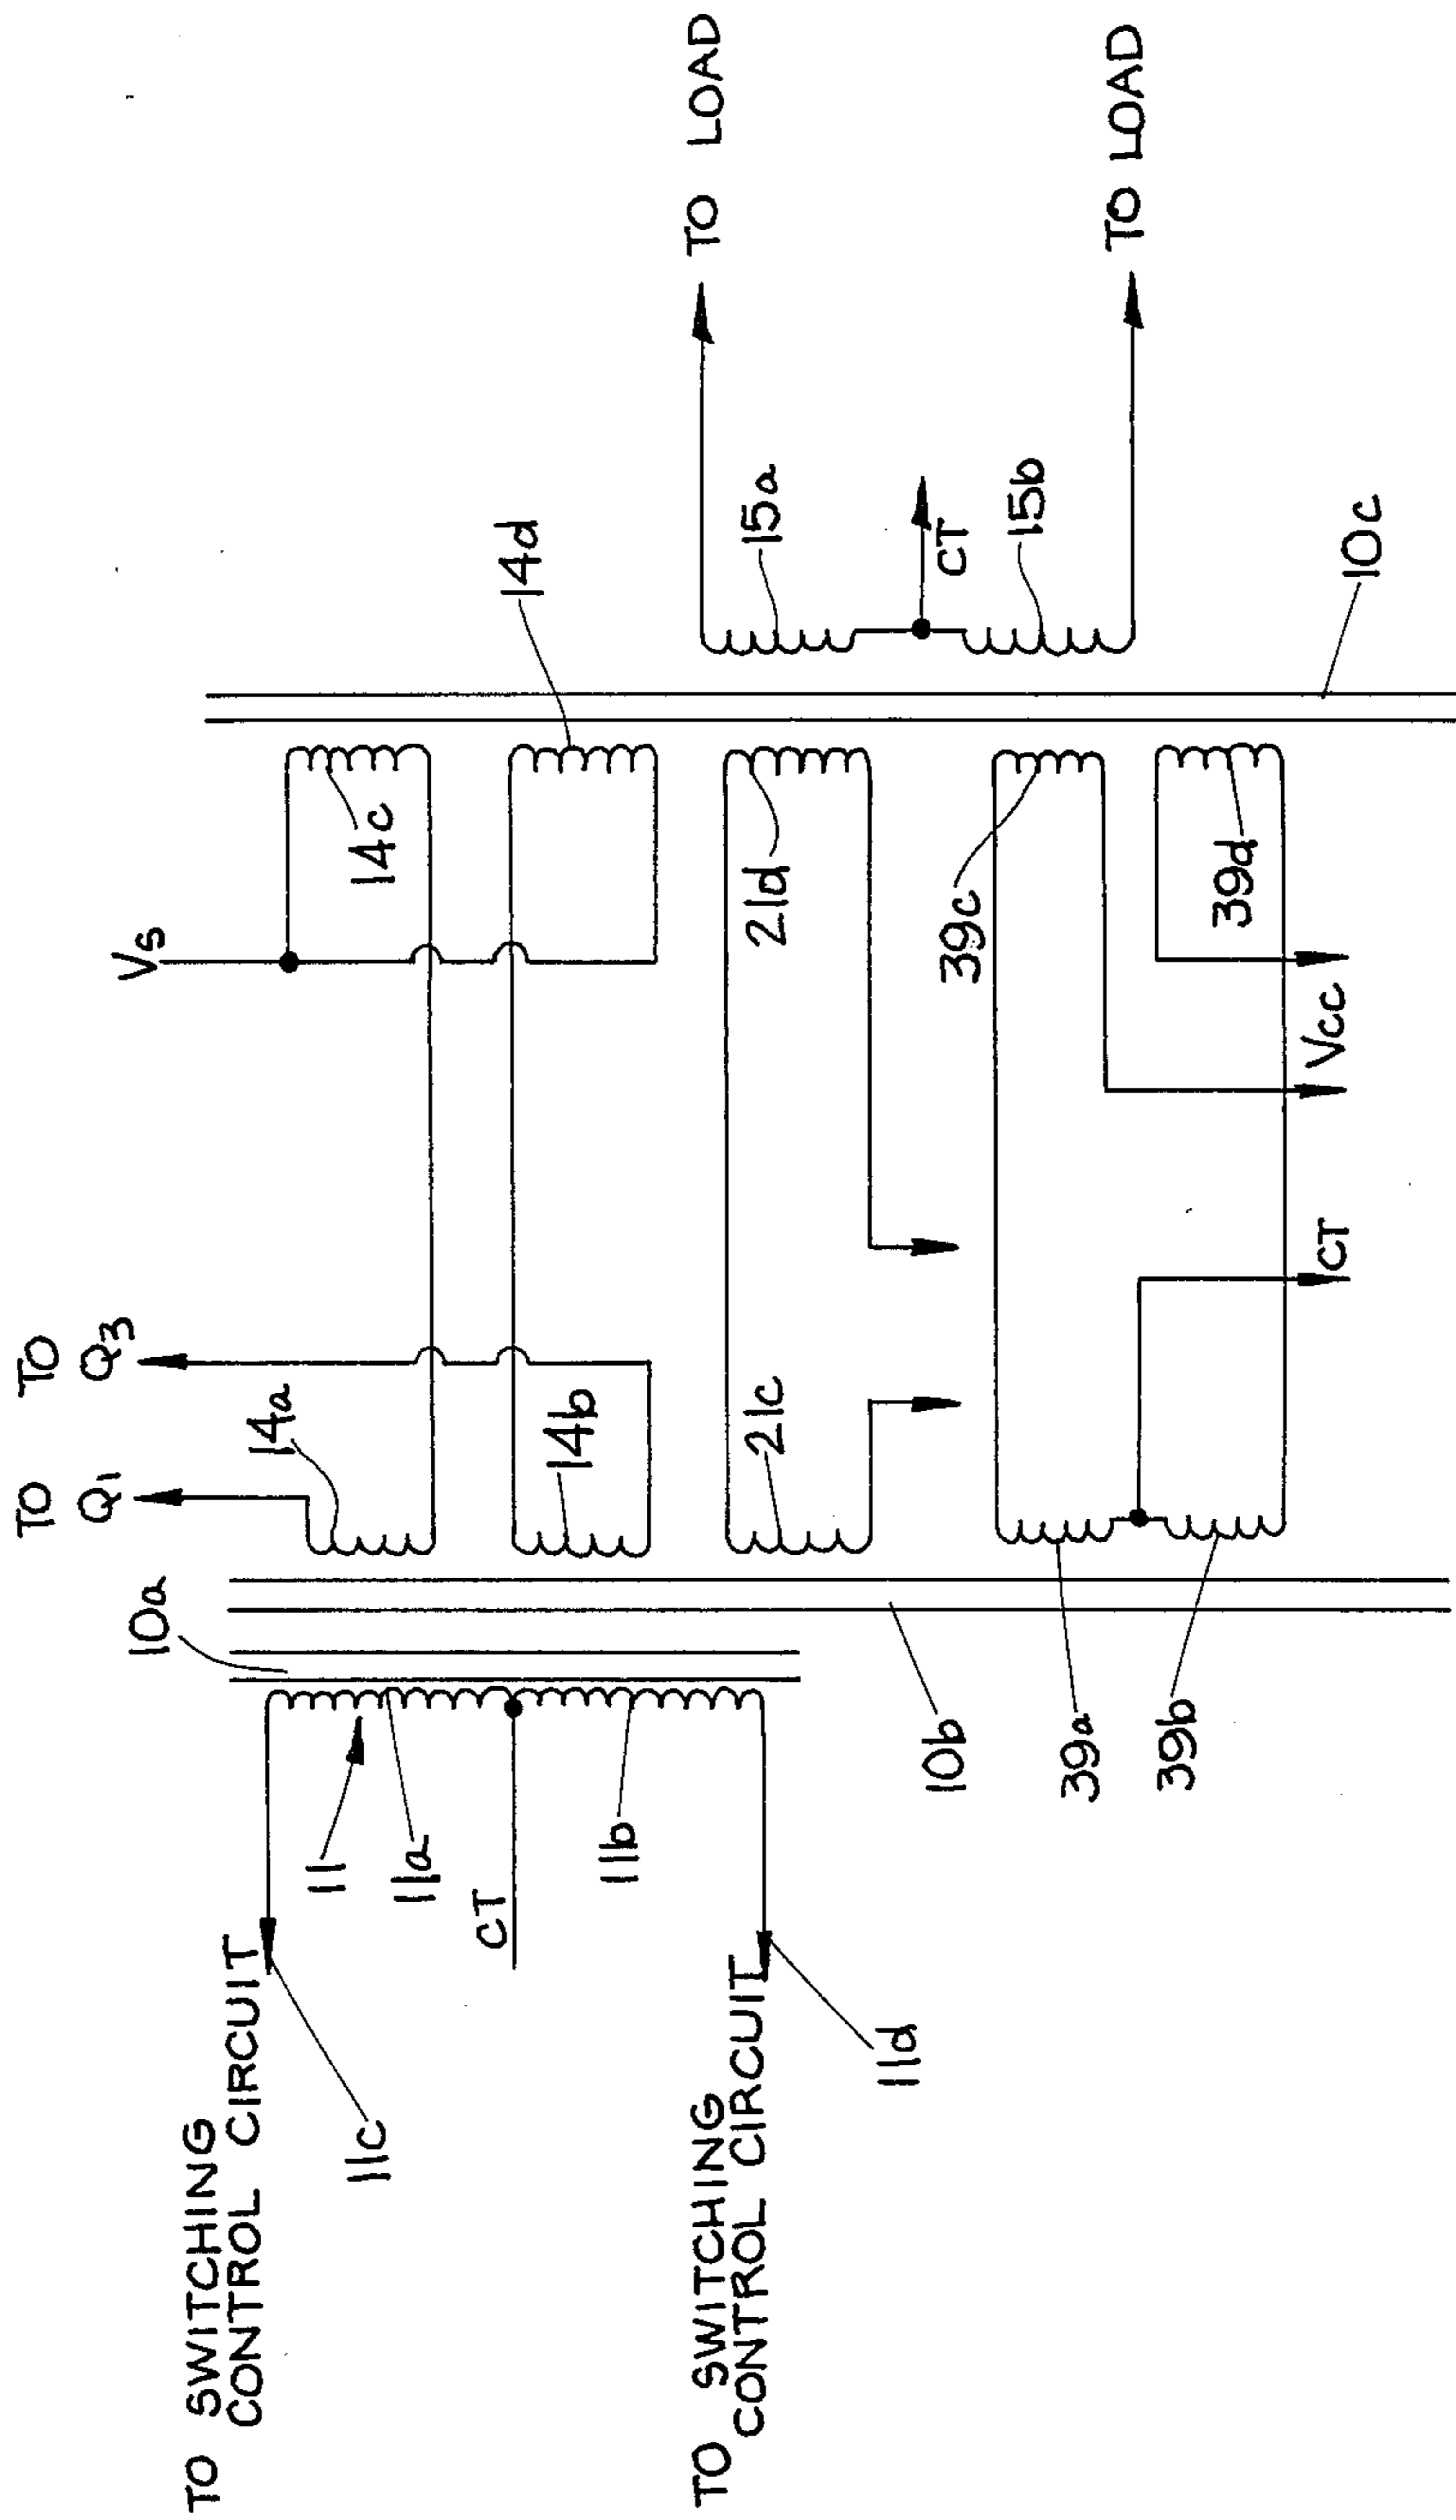 TO SWITCHING
CONTROL CIRCUIT
11c
11
11a
CT
11b
TO SWITCHING
CONTROL CIRCUIT
11d
10a
10b
TO
Q1
TO
Q3
Vs
14a
14b
14c
14d
21c
21d
39a
39b
39c
39d
CT
Vcc
15a
CT
15b
10c
TO LOAD
TO LOAD